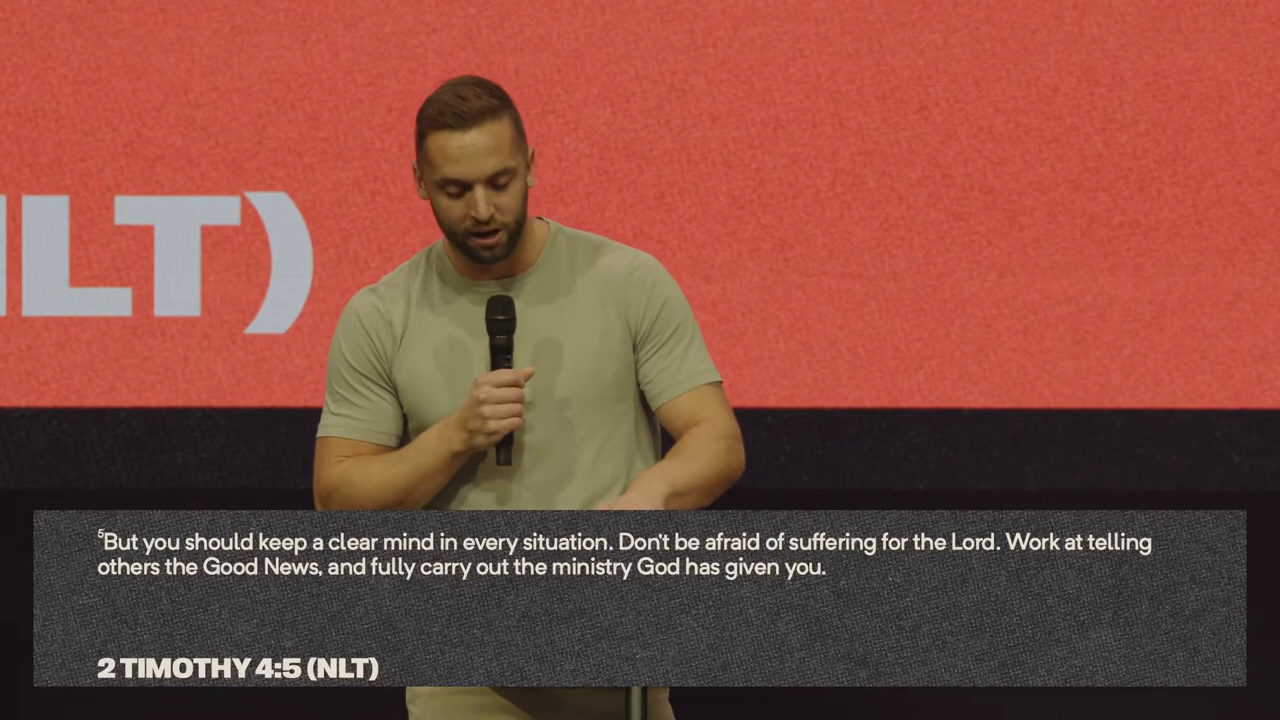 NLT)
⁵But you should keep a clear mind in every situation. Don't be afraid of suffering for the Lord. Work at telling
others the Good News, and fully carry out the ministry God has given you.
2 TIMOTHY 4:5 (NLT)